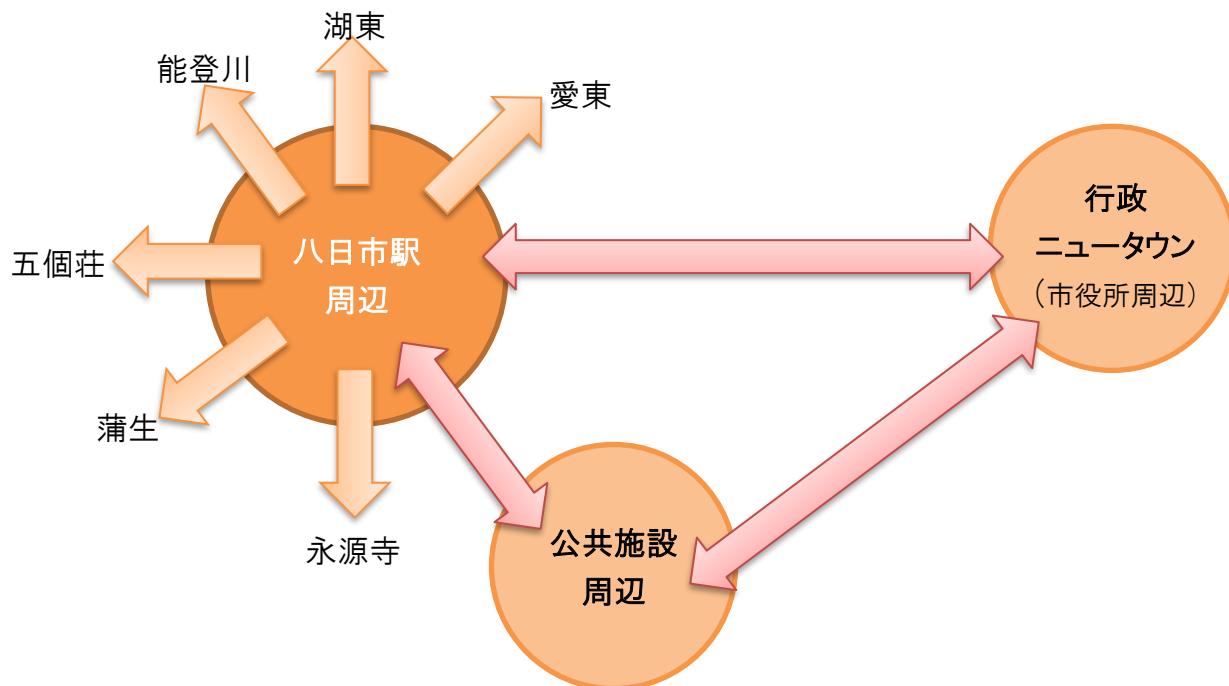 湖東
能登川
愛東
行政
ニュータウン
(市役所周辺)
八日市駅
周辺
五個荘
蒲生
永源寺
公共施設
周辺